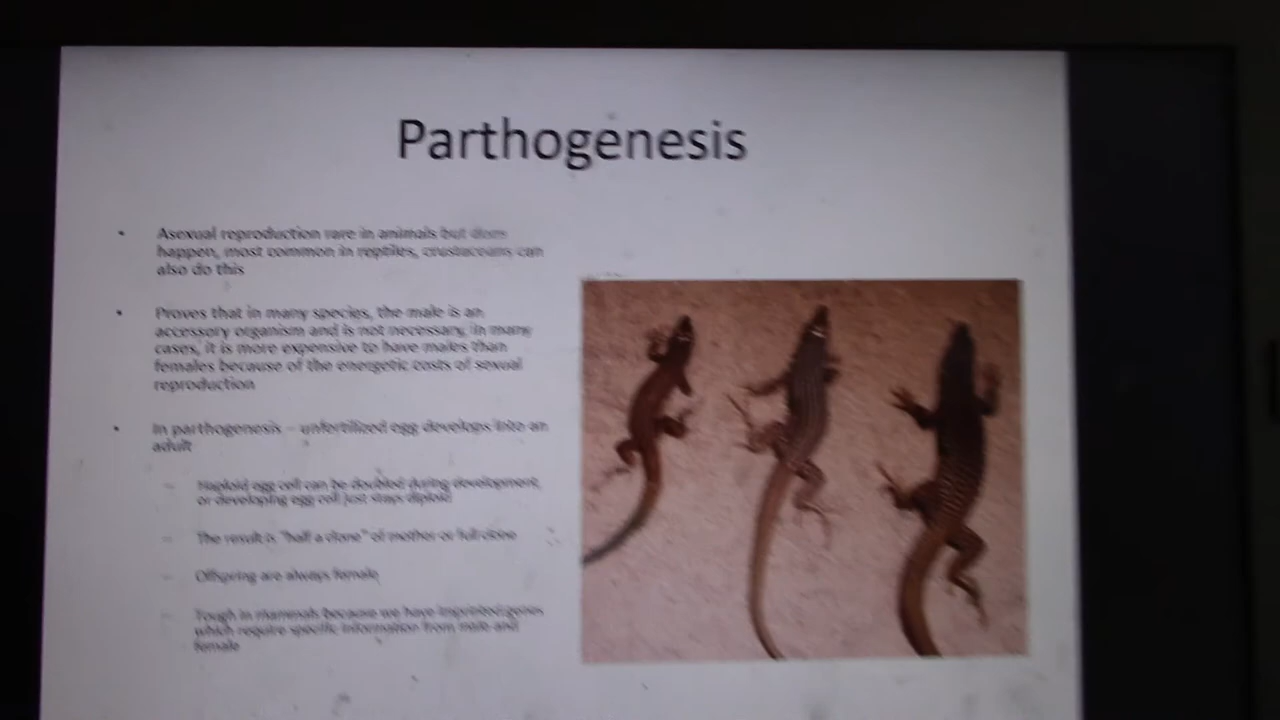 Parthogenesis
• Asexual reproduction rare in animals but does
happen, most common in reptiles, crustaceans can
also do this
• Proves that in many species, the male is an
accessory organism and is not necessary, in many
cases, it is more expensive to have males than
females because of the energetic costs of sexual
reproduction
• In parthogenesis – unfertilized egg develops into an
adult
– Haploid egg cell can be doubled during development,
or developing egg cell just stays diploid
– The result is "half a clone" of mother or full clone
– Offspring are always female
– Tough in mammals because we have imprinted genes
which require specific information from male and
female